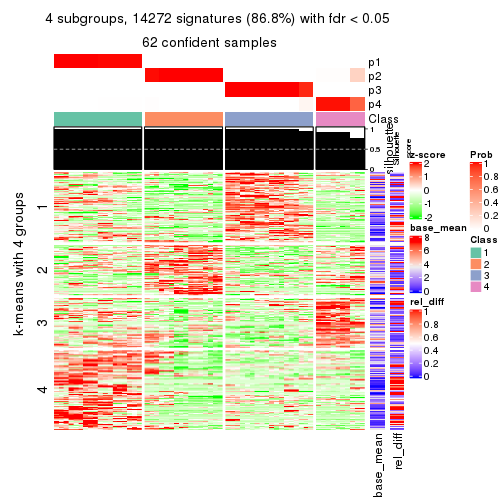 4 subgroups, 14272 signatures (86.8%) with fdr < 0.05
62 confident samples
p1
p2
p3
p4
Class
1
0.5
0
silhouette
Silhouette
score
k-means with 4 groups
1
2
3
4
base_mean
rel_diff
z-score
2
1
0
-1
-2
base_mean
8
6
4
2
0
rel_diff
1
0.8
0.6
0.4
0.2
0
Prob
1
0.8
0.6
0.4
0.2
0
Class
1
2
3
4